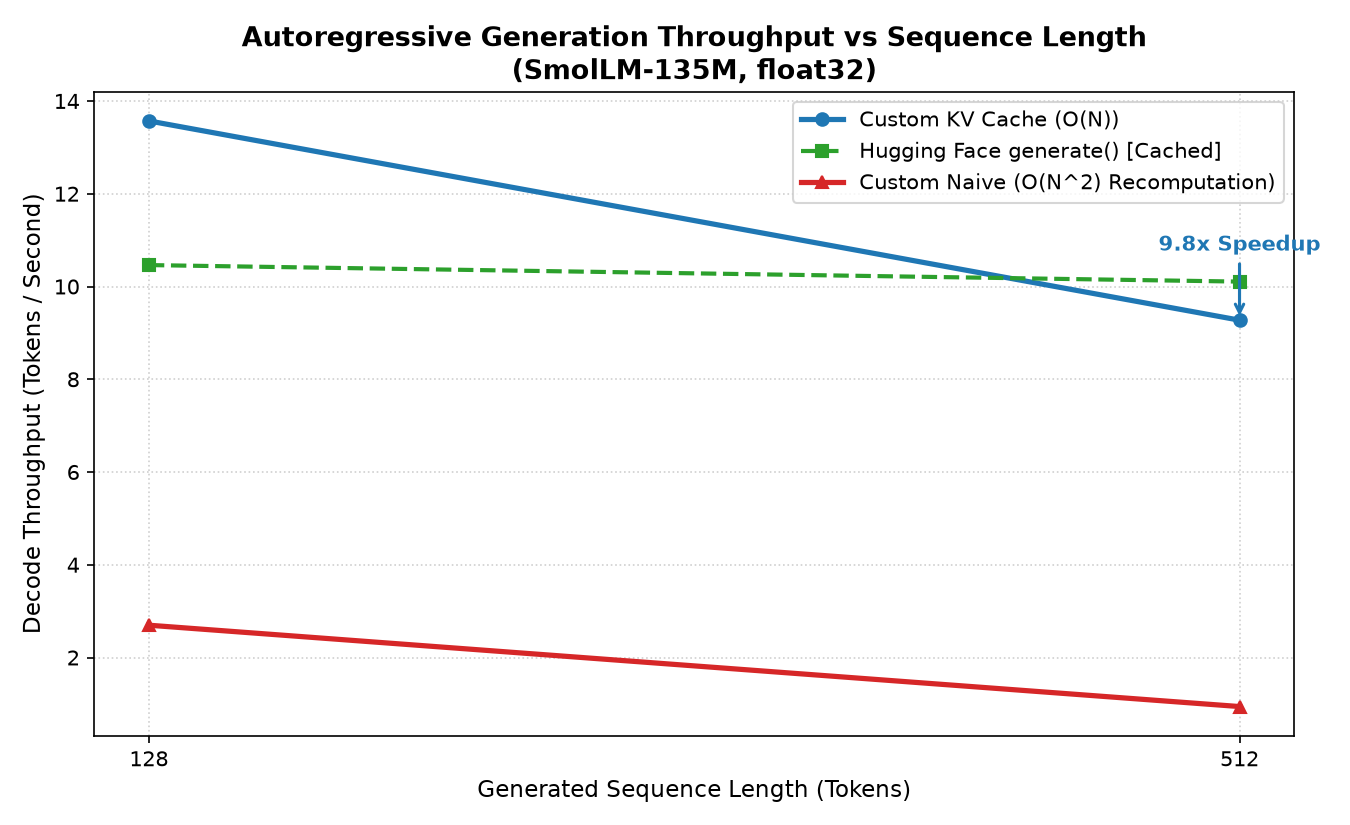 Autoregressive Generation Throughput vs Sequence Length
(SmolLM-135M, float32)
Custom KV Cache (O(N))
Hugging Face generate() [Cached]
Custom Naive (O(N^2) Recomputation)
9.8x Speedup
Decode Throughput (Tokens / Second)
14
12
10
8
6
4
2
128
512
Generated Sequence Length (Tokens)